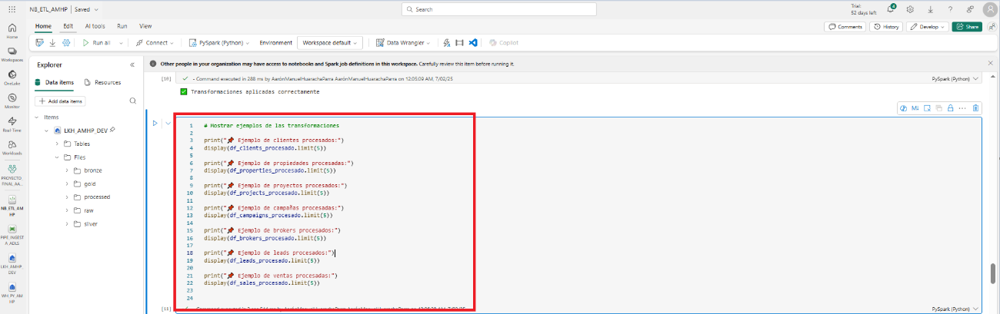 NB_ETL_AMHP Saved
Search
Trial:
52 days left
4
Home Edit AI tools Run View
Comments History Develop Share
Run all Connect PySpark (Python) Environment Workspace default Data Wrangler Copilot
Home
Workspaces
OneLake
Monitor
Real-Time
Workloads
PROYECTO_
FINAL_AA...
NB_ETL_AM
HP
PIPE_INGEST
A_ADLS
LKH_AMHP_
DEV
WH_PY_AM
HP
Explorer
Data items Resources
Add data items
Items
LKH_AMHP_DEV
Tables
Files
bronze
gold
processed
raw
silver
Other people in your organization may have access to notebooks and Spark job definitions in this workspace. Carefully review this item before running it.
[10] - Command executed in 288 ms by AarónManuelHuarachaParra AarónManuelHuarachaParra on 12:05:09 AM, 7/02/25 PySpark (Python)
✅ Transformaciones aplicadas correctamente
1 # Mostrar ejemplos de las transformaciones
2
3 print("📌 Ejemplo de clientes procesados:")
4 display(df_clients_procesado.limit(5))
5
6 print("📌 Ejemplo de propiedades procesadas:")
7 display(df_properties_procesado.limit(5))
8
9 print("📌 Ejemplo de proyectos procesados:")
10 display(df_projects_procesado.limit(5))
11
12 print("📌 Ejemplo de campañas procesadas:")
13 display(df_campaigns_procesado.limit(5))
14
15 print("📌 Ejemplo de brokers procesados:")
16 display(df_brokers_procesado.limit(5))
17
18 print("📌 Ejemplo de leads procesados:")
19 display(df_leads_procesado.limit(5))
20
21 print("📌 Ejemplo de ventas procesadas:")
22 display(df_sales_procesado.limit(5))
23
24
[11] PySpark (Python)